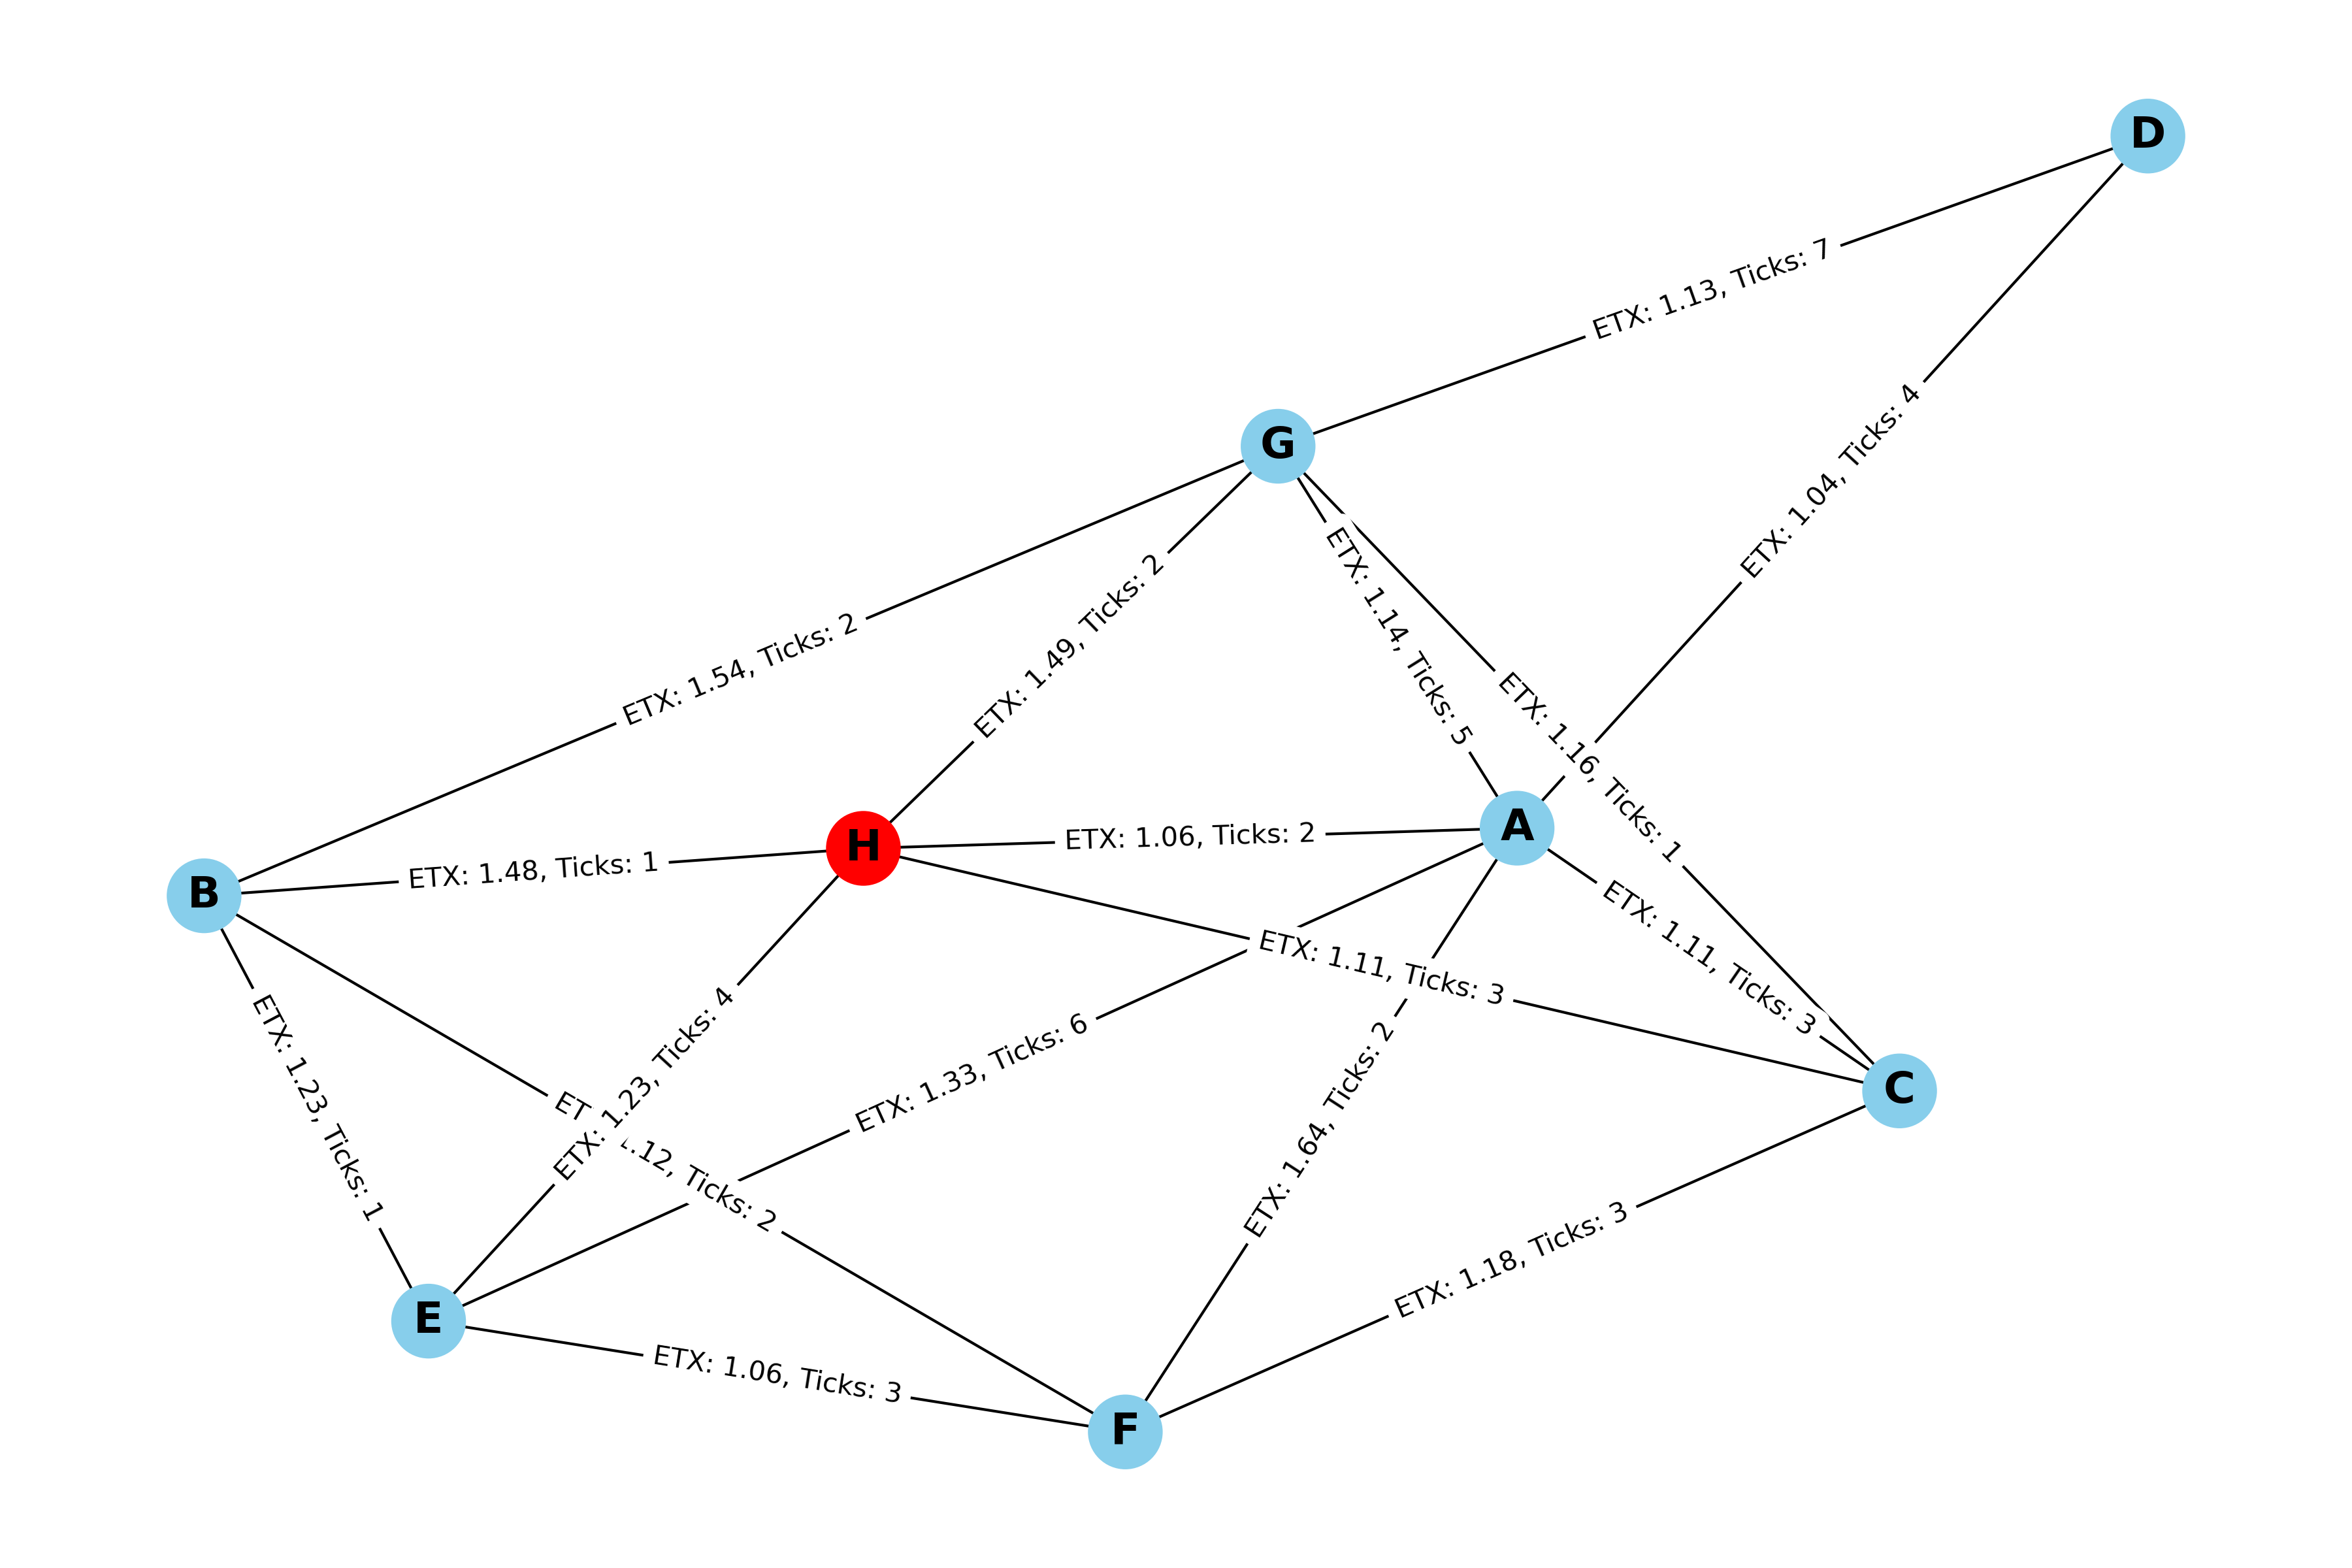 D
ETX: 1.13, Ticks: 7
G
ETX: 1.04, Ticks: 4
ETX: 1.54, Ticks: 2
ETX: 1.49, Ticks: 2
ETX: 1.14, Ticks: 5
ETX: 1.16, Ticks: 1
A
H
ETX: 1.06, Ticks: 2
ETX: 1.48, Ticks: 1
B
ETX: 1.11, Ticks: 3
ETX: 1.11, Ticks: 3
C
ETX: 1.23, Ticks: 1
ETX: 1.23, Ticks: 4
ETX: 1.33, Ticks: 6
ETX: 1.64, Ticks: 2
ET .12, Ticks: 2
ETX: 1.18, Ticks: 3
E
ETX: 1.06, Ticks: 3
F